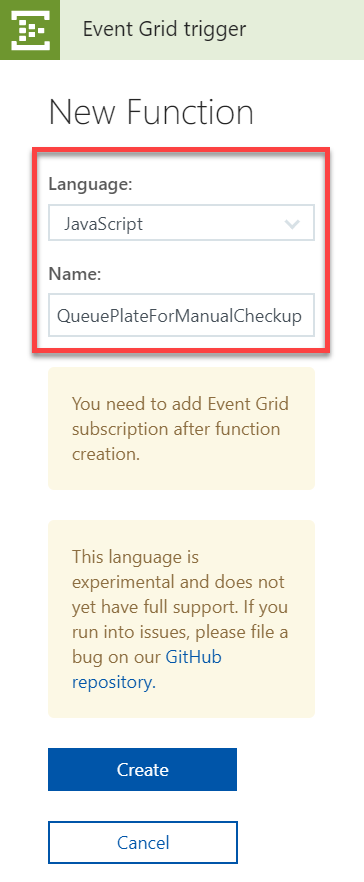 Event Grid trigger
New Function
Language:
JavaScript
Name:
QueuePlateForManualCheckup
You need to add Event Grid
subscription after function
creation.
This language is
experimental and does not
yet have full support. If you
run into issues, please file a
bug on our GitHub
repository.
Create
Cancel